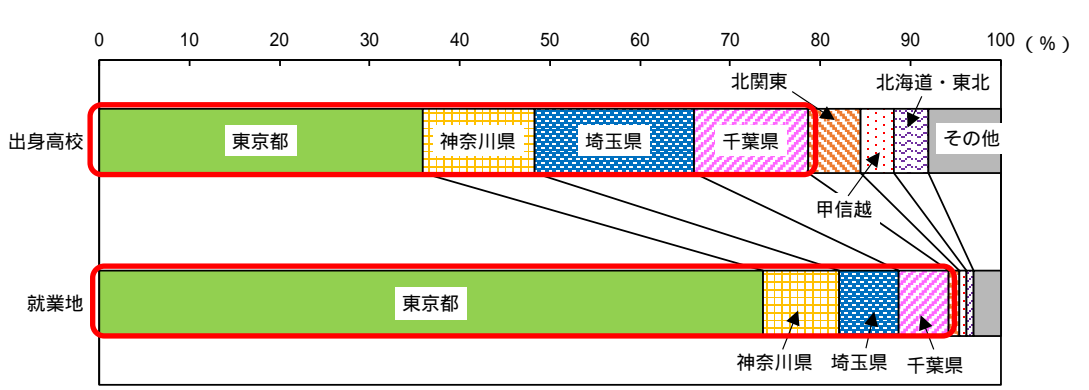 0 10 20 30 40 50 60 70 80 90 100 (%)
北関東 北海道・東北
出身高校 東京都 神奈川県 埼玉県 千葉県 その他
甲信越
就業地 東京都
神奈川県 埼玉県 千葉県